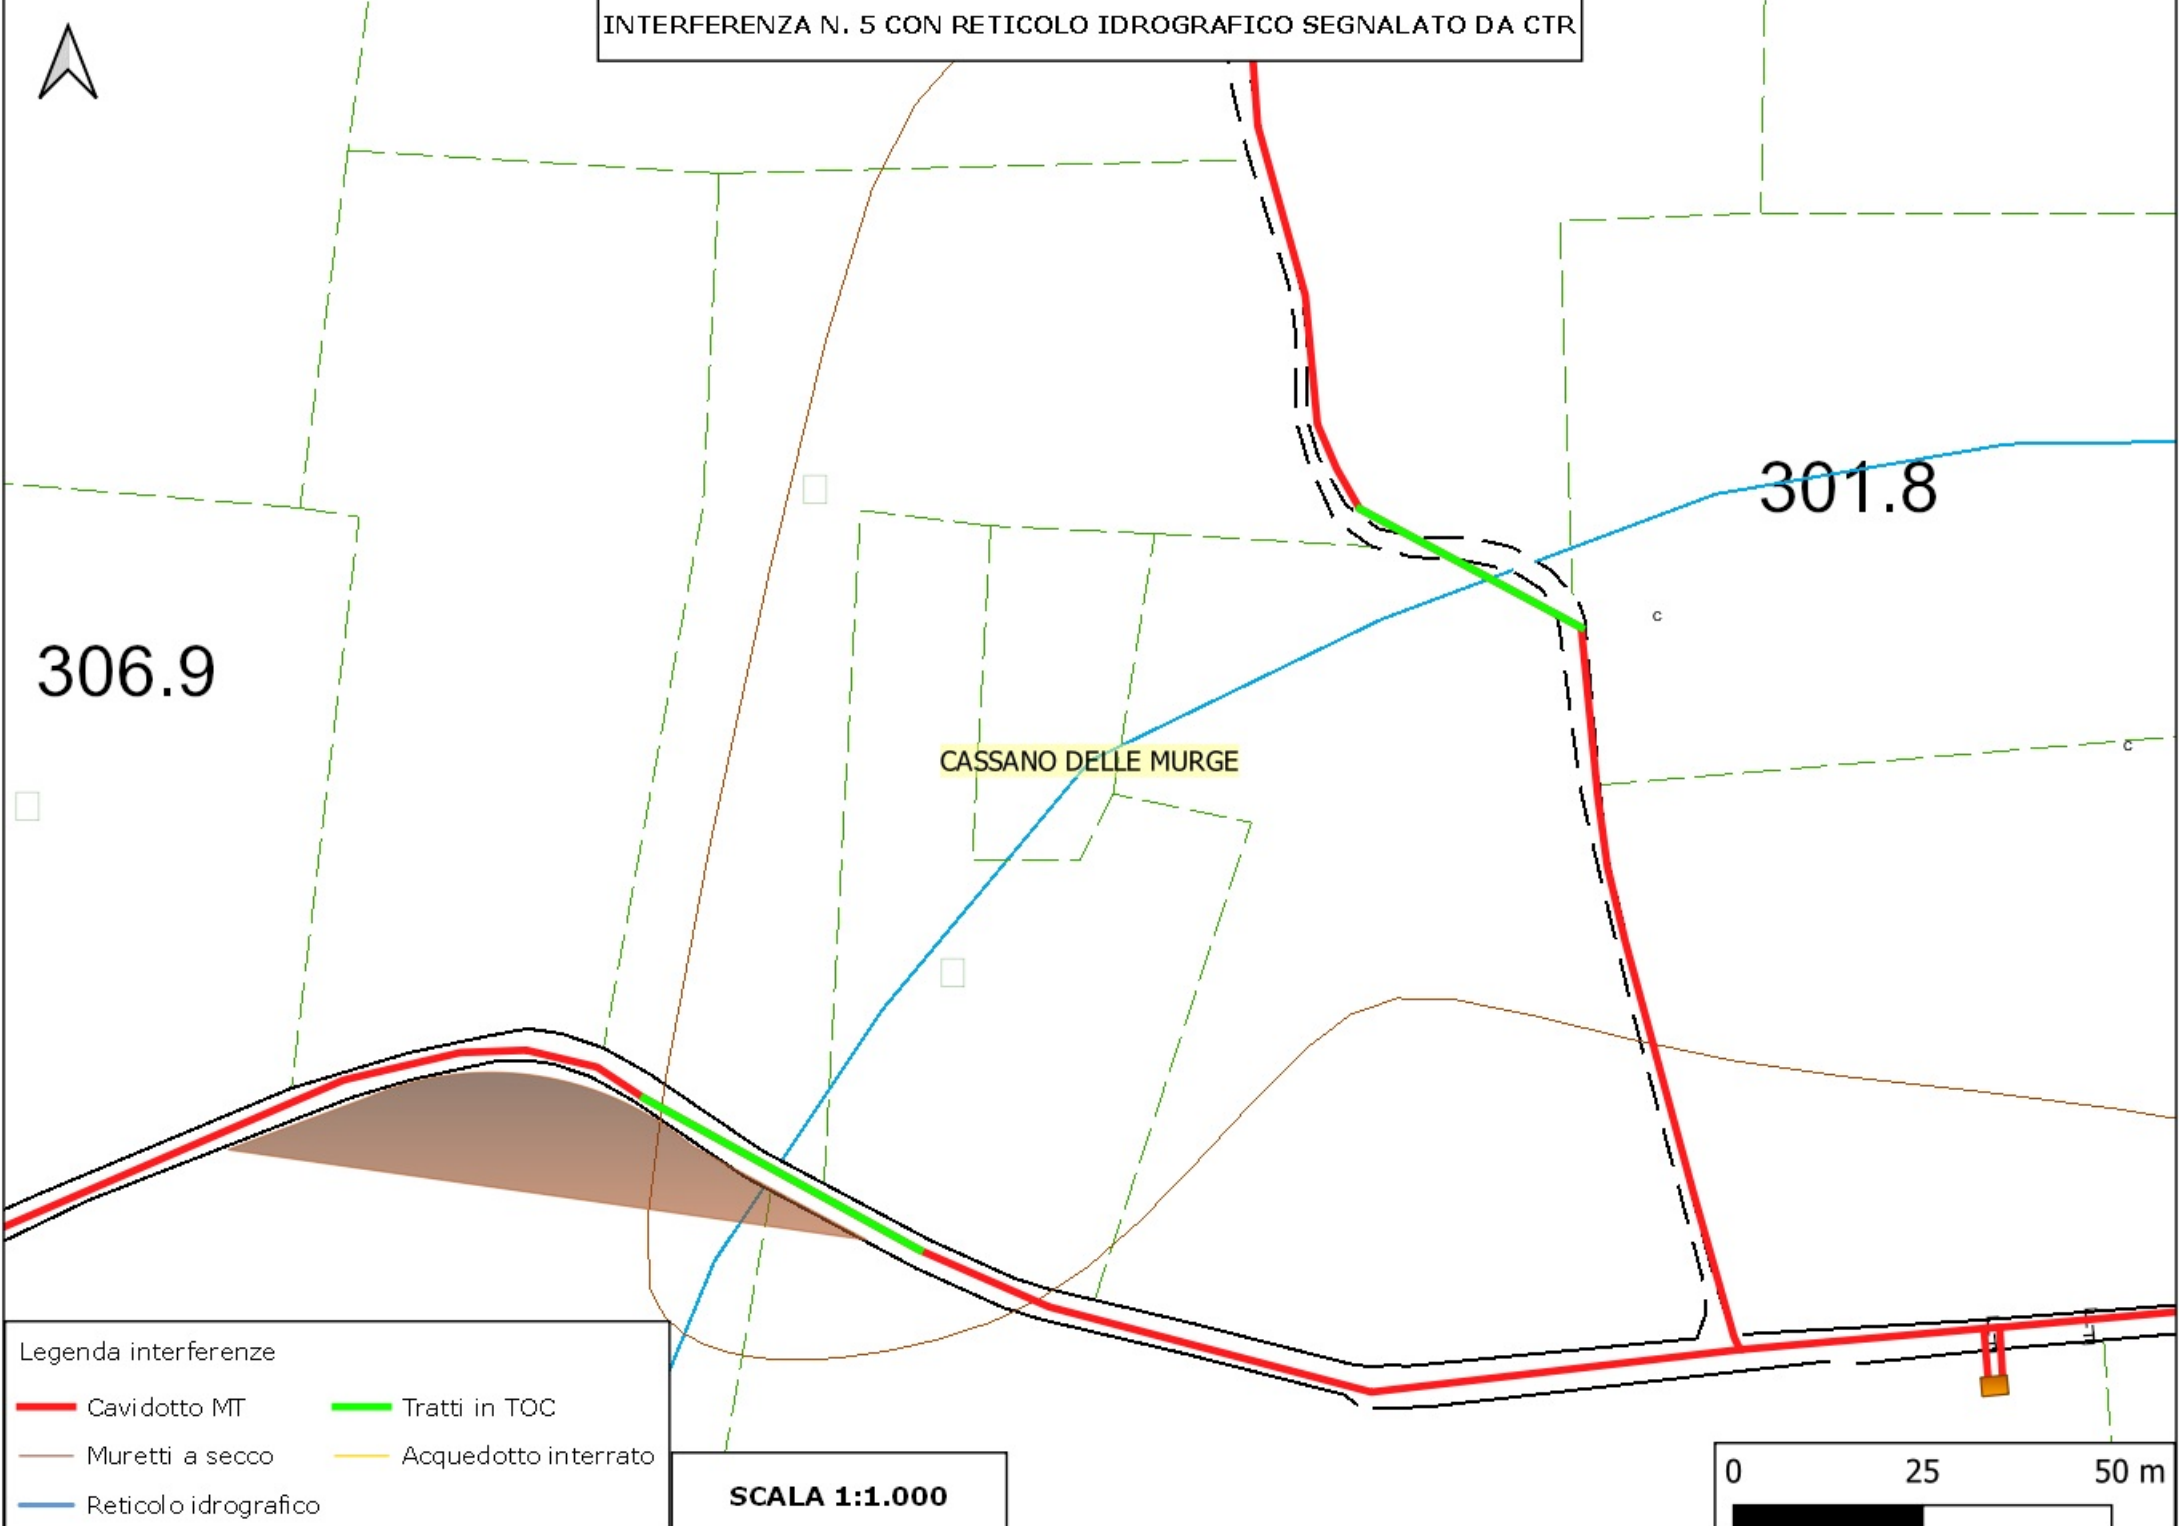 INTERFERENZA N. 5 CON RETICOLO IDROGRAFICO SEGNALATO DA CTR
301.8
c
306.9
c
CASSANO DELLE MURGE
Legenda interferenze
Cavidotto MT
Tratti in TOC
Muretti a secco
Acquedotto interrato
Reticolo idrografico
SCALA 1:1.000
0 25 50 m